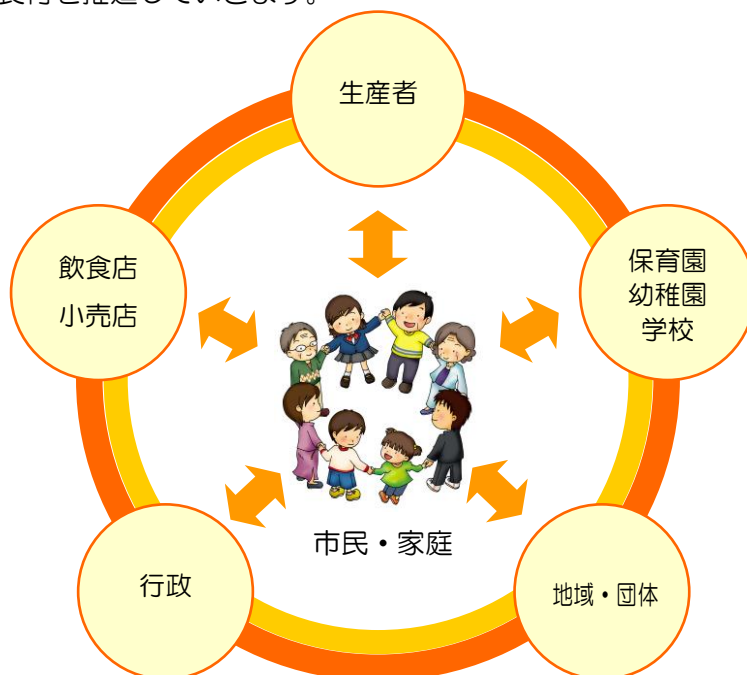 生産者
飲食店
小売店
保育園
幼稚園
学校
市民・家庭
行政
地域・団体